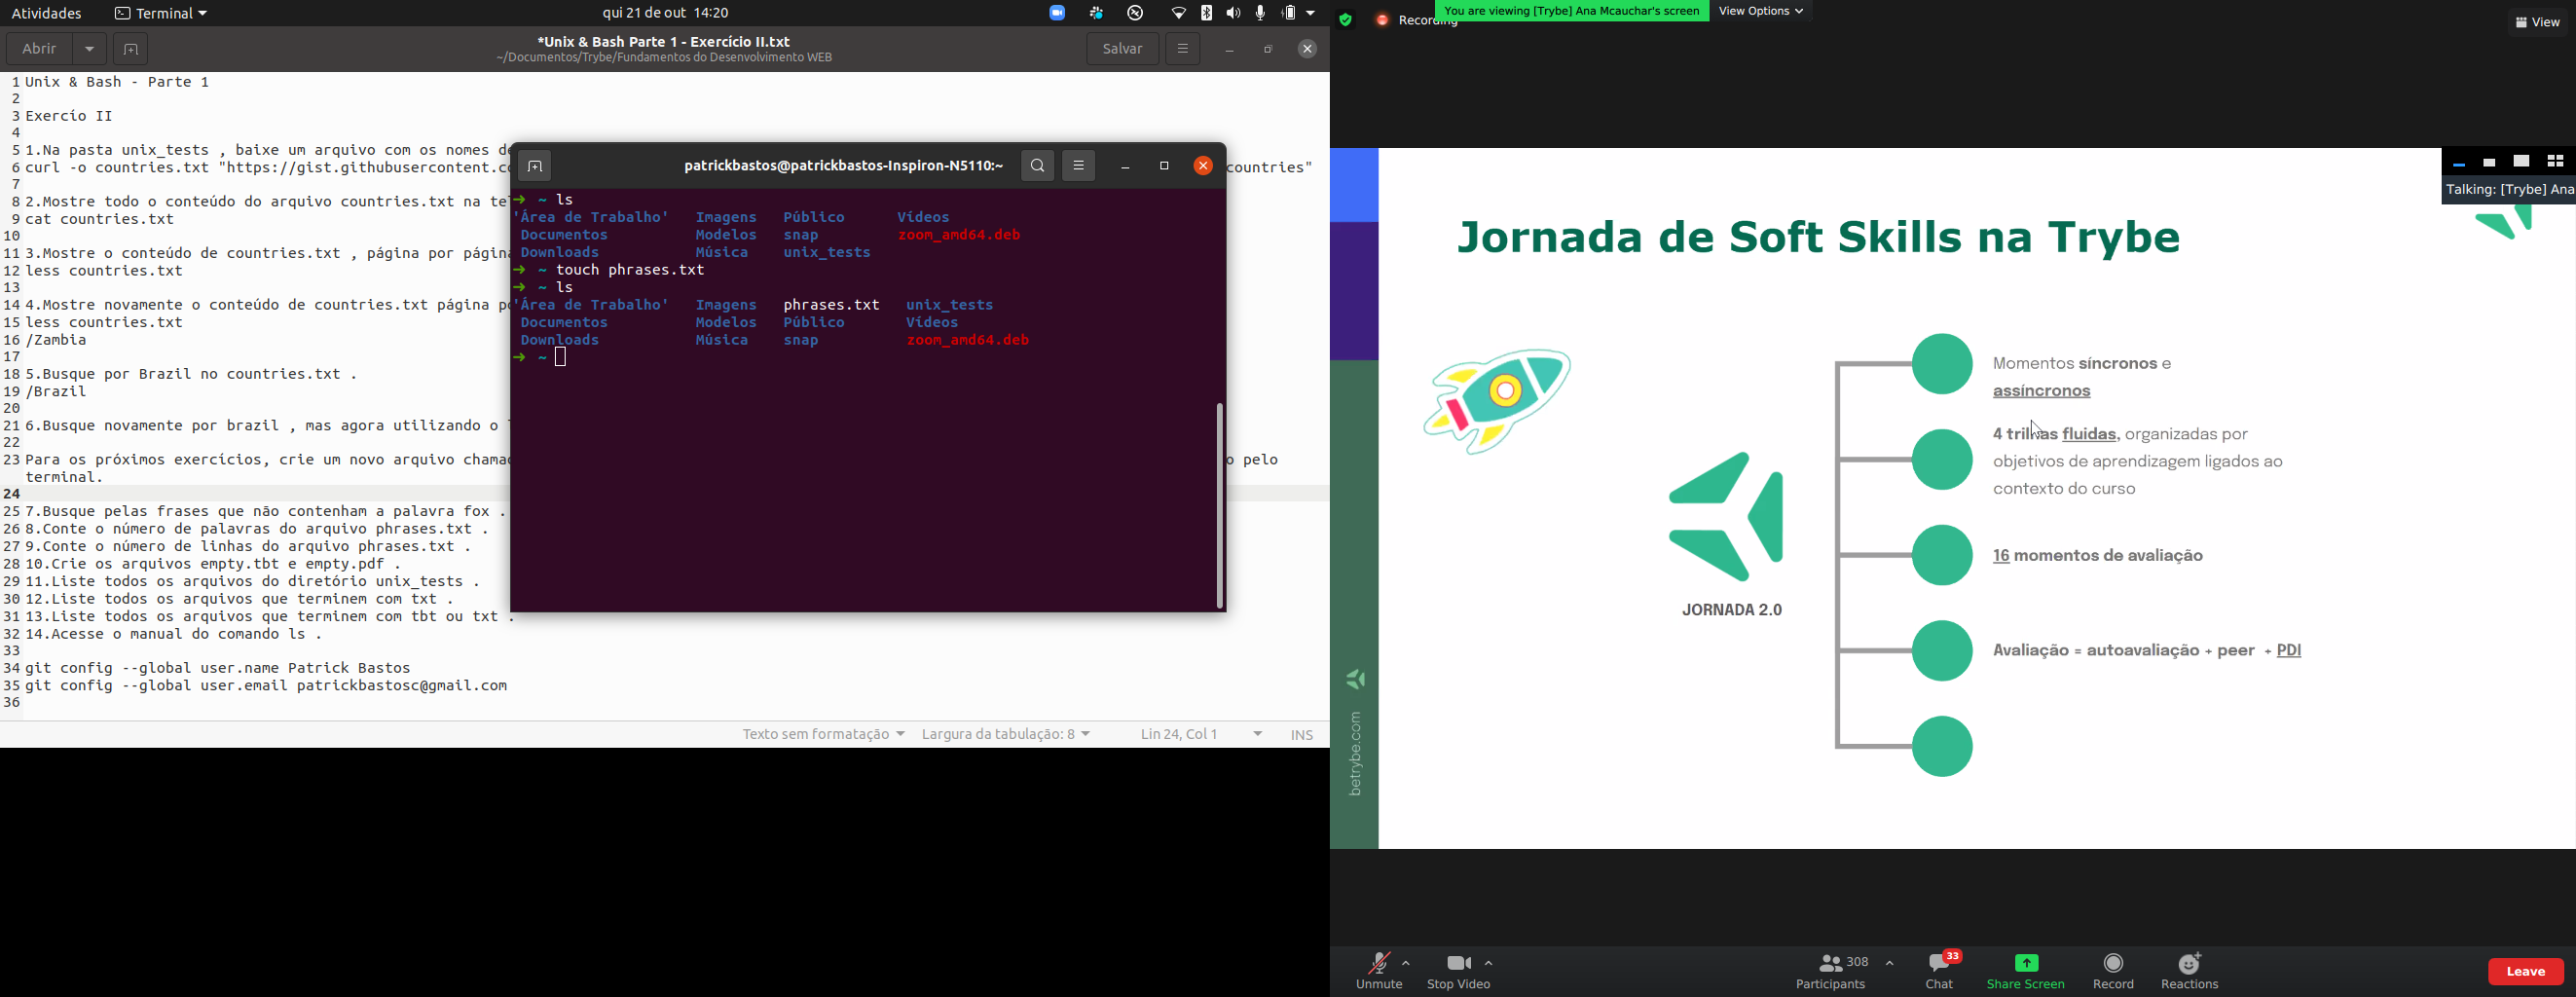 Atividades
Terminal
qui 21 de out 14:20
Abrir
*Unix & Bash Parte 1 - Exercício II.txt
~/Documentos/Trybe/Fundamentos do Desenvolvimento WEB
Salvar
1 Unix & Bash - Parte 1
2
3 Exercio II
4
5 1.Na pasta unix_tests , baixe um arquivo com os nomes
6 curl -o countries.txt "https://gist.githubusercontent. countries"
7
8 2.Mostre todo o conteúdo do arquivo countries.txt na
9 cat countries.txt
10
11 3.Mostre o conteúdo de countries.txt , página por
12 less countries.txt
13
14 4.Mostre novamente o conteúdo de countries.txt página
15 less countries.txt
16 /Zambia
17
18 5.Busque por Brazil no countries.txt .
19 /Brazil
20
21 6.Busque novamente por brazil , mas agora utilizando o
22
23 Para os próximos exercícios, crie um novo arquivo o pelo
terminal.
24
25 7.Busque pelas frases que não contenham a palavra fox .
26 8.Conte o número de palavras do arquivo phrases.txt .
27 9.Conte o número de linhas do arquivo phrases.txt .
28 10.Crie os arquivos empty.tbt e empty.pdf .
29 11.Liste todos os arquivos do diretório unix_tests .
30 12.Liste todos os arquivos que terminem com txt .
31 13.Liste todos os arquivos que terminem com tbt ou txt .
32 14.Acesse o manual do comando ls .
33
34 git config --global user.name Patrick Bastos
35 git config --global user.email patrickbastosc@gmail.com
36
Texto sem formatação
Largura da tabulação: 8
Lin 24, Col 1
INS
patrickbastos@patrickbastos-Inspiron-N5110:~
➜ ~ ls
'Área de Trabalho' Imagens Público Vídeos
Documentos Modelos snap zoom_amd64.deb
Downloads Música unix_tests
➜ ~ touch phrases.txt
➜ ~ ls
'Área de Trabalho' Imagens phrases.txt unix_tests
Documentos Modelos Público Vídeos
Downloads Música snap zoom_amd64.deb
➜ ~
Recording
You are viewing [Trybe] Ana Mcauchar's screen
View Options
View
Talking: [Trybe] Ana
Jornada de Soft Skills na Trybe
Momentos síncronos e
assíncronos
4 trilhas fluidas, organizadas por
objetivos de aprendizagem ligados ao
contexto do curso
16 momentos de avaliação
JORNADA 2.0
Avaliação = autoavaliação + peer + PDI
betrybe.com
Unmute
Stop Video
308
Participants
33
Chat
Share Screen
Record
Reactions
Leave